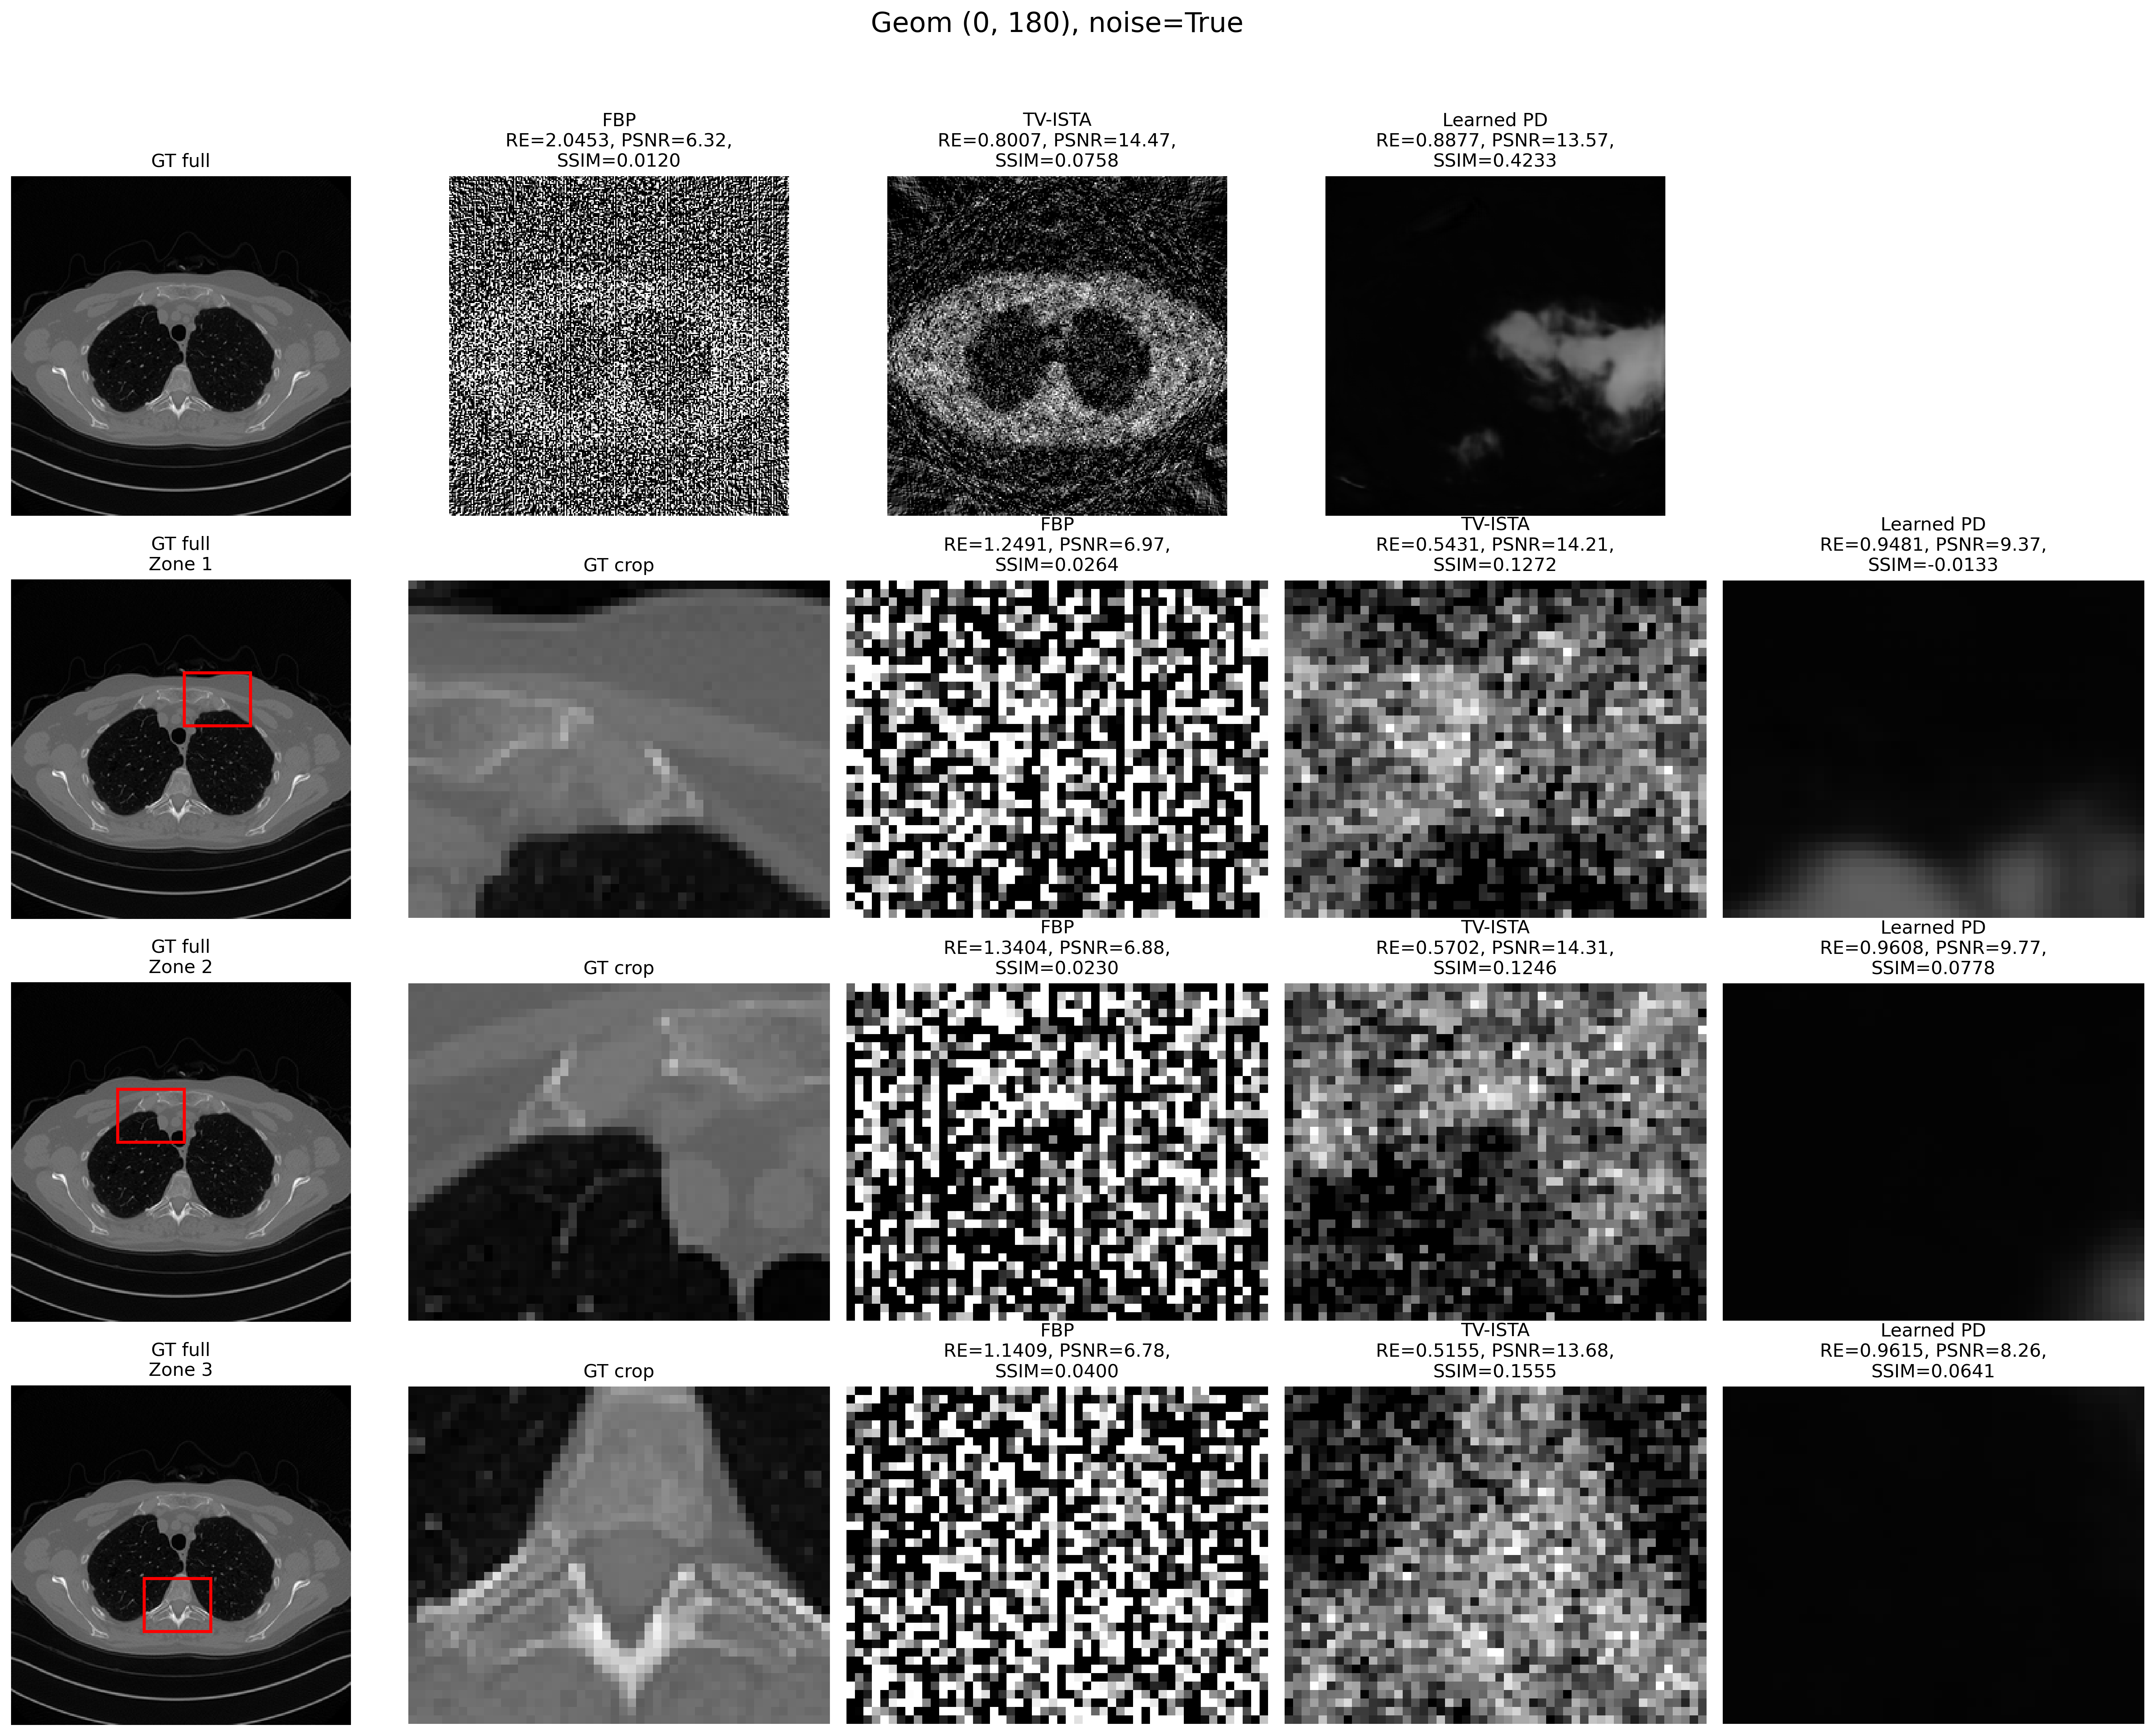 Geom (0, 180), noise=True
GT full
FBP
RE=2.0453, PSNR=6.32,
SSIM=0.0120
TV-ISTA
RE=0.8007, PSNR=14.47,
SSIM=0.0758
Learned PD
RE=0.8877, PSNR=13.57,
SSIM=0.4233
GT full
Zone 1
GT crop
FBP
RE=1.2491, PSNR=6.97,
SSIM=0.0264
TV-ISTA
RE=0.5431, PSNR=14.21,
SSIM=0.1272
Learned PD
RE=0.9481, PSNR=9.37,
SSIM=-0.0133
GT full
Zone 2
GT crop
FBP
RE=1.3404, PSNR=6.88,
SSIM=0.0230
TV-ISTA
RE=0.5702, PSNR=14.31,
SSIM=0.1246
Learned PD
RE=0.9608, PSNR=9.77,
SSIM=0.0778
GT full
Zone 3
GT crop
FBP
RE=1.1409, PSNR=6.78,
SSIM=0.0400
TV-ISTA
RE=0.5155, PSNR=13.68,
SSIM=0.1555
Learned PD
RE=0.9615, PSNR=8.26,
SSIM=0.0641